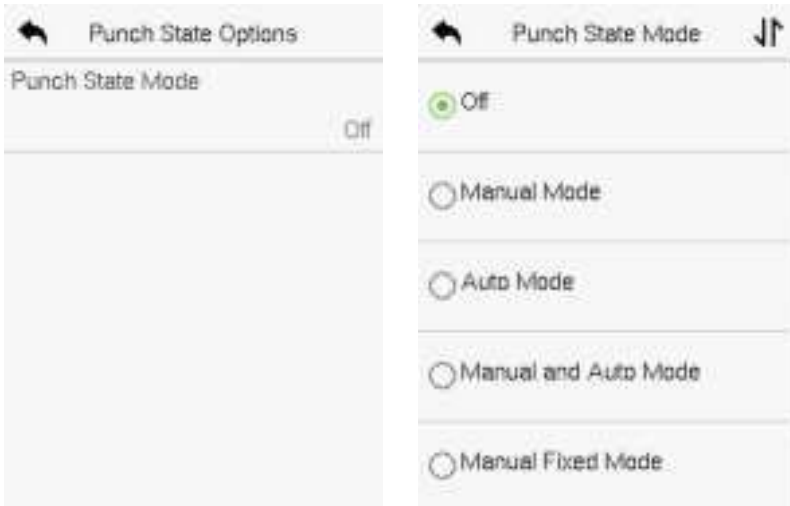 Punch State Options
Punch State Mode
Off
Punch State Mode
Off
Manual Mode
Auto Mode
Manual and Auto Mode
Manual Fixed Mode